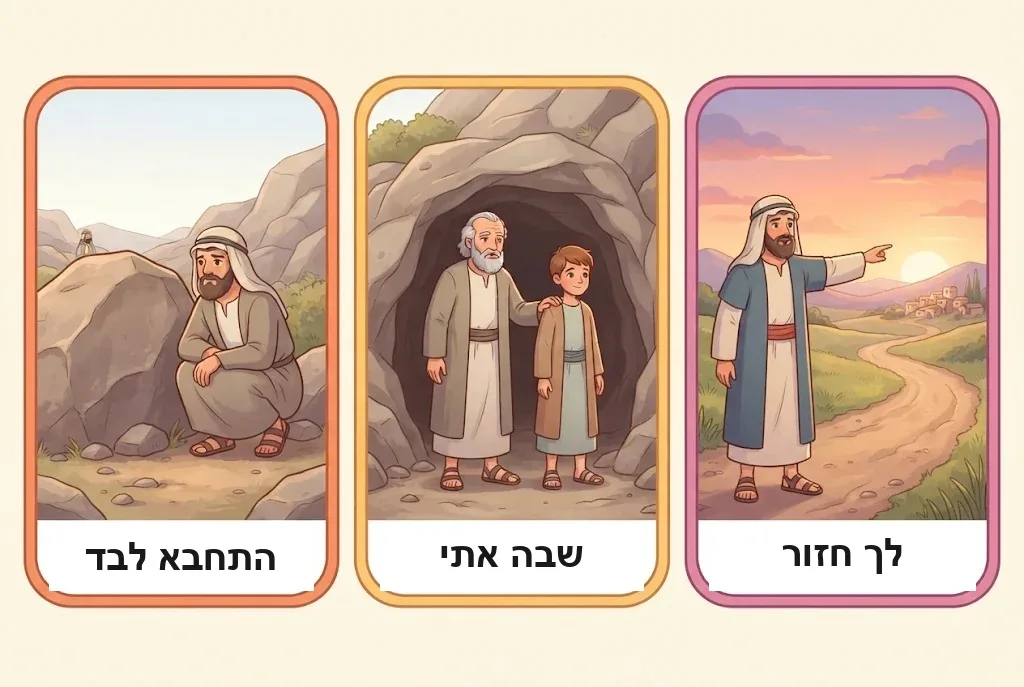 התחבא לבד
שבה אתי
לך חזור